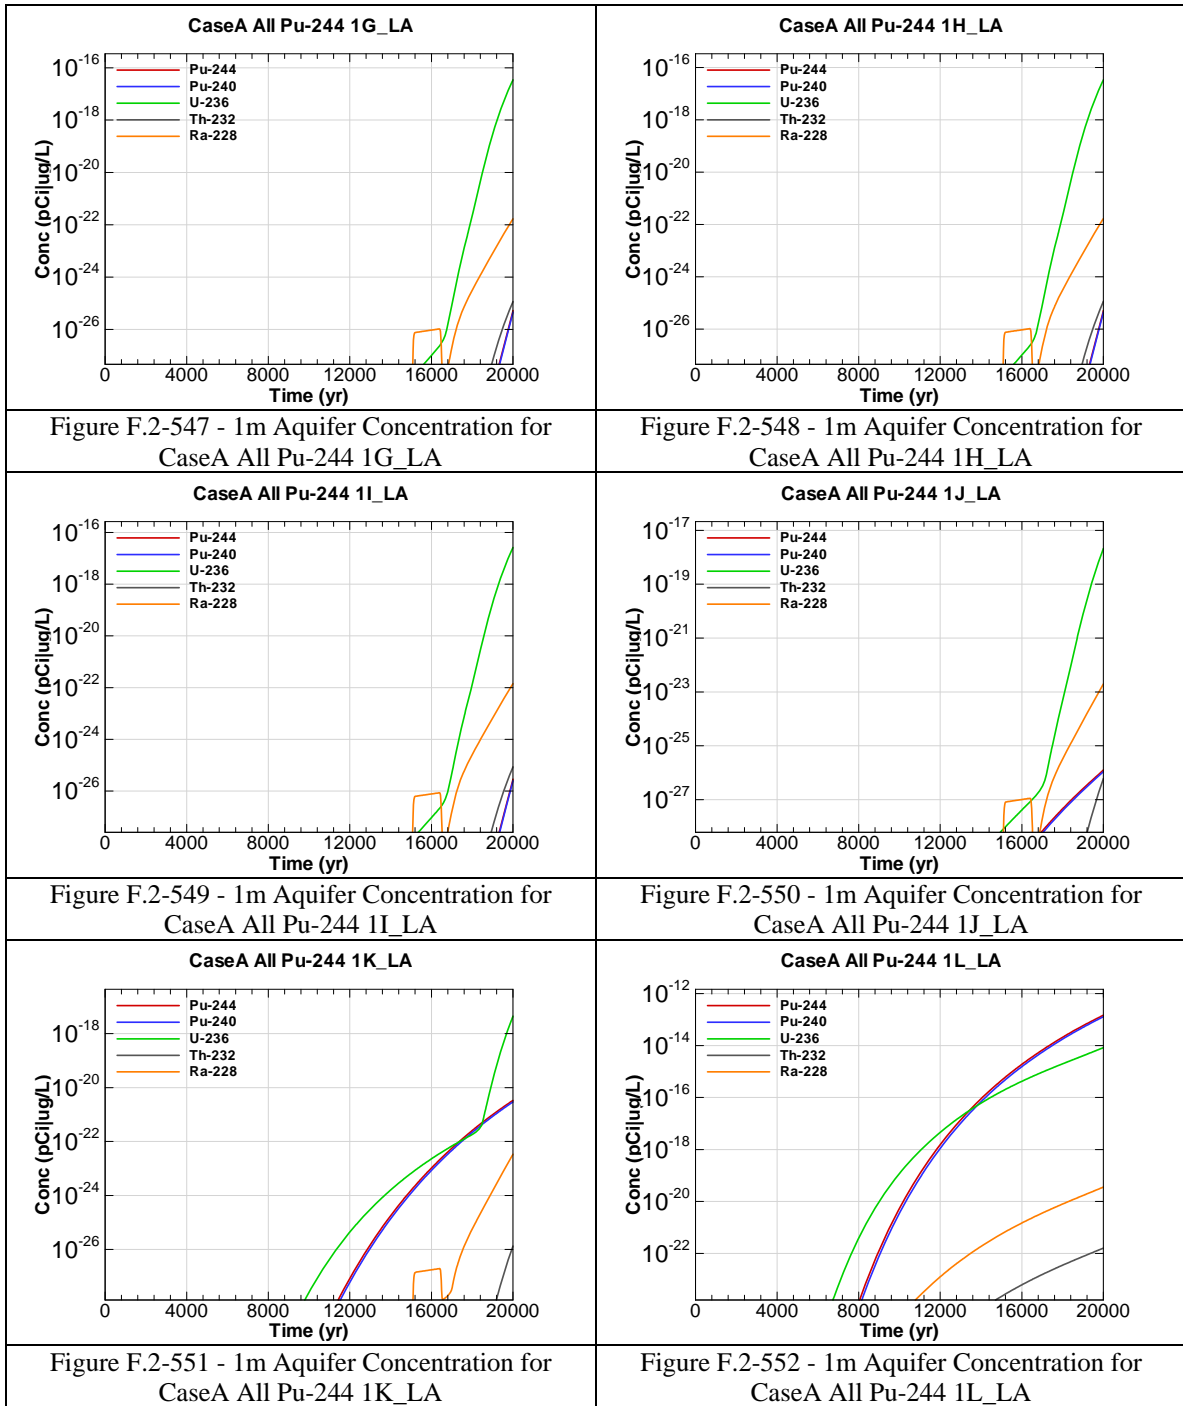 CaseA All Pu-244 1G_LA
10-16
10-18
10-20
10-22
10-24
10-26
Conc (pCi|ug/L)
Pu-244
Pu-240
U-236
Th-232
Ra-228
0 4000 8000 12000 16000 20000
Time (yr)
Figure F.2-547 - 1m Aquifer Concentration for
CaseA All Pu-244 1G_LA
CaseA All Pu-244 1H_LA
10-16
10-18
10-20
10-22
10-24
10-26
Conc (pCi|ug/L)
Pu-244
Pu-240
U-236
Th-232
Ra-228
0 4000 8000 12000 16000 20000
Time (yr)
Figure F.2-548 - 1m Aquifer Concentration for
CaseA All Pu-244 1H_LA
CaseA All Pu-244 1I_LA
10-16
10-18
10-20
10-22
10-24
10-26
Conc (pCi|ug/L)
Pu-244
Pu-240
U-236
Th-232
Ra-228
0 4000 8000 12000 16000 20000
Time (yr)
Figure F.2-549 - 1m Aquifer Concentration for
CaseA All Pu-244 1I_LA
CaseA All Pu-244 1J_LA
10-17
10-19
10-21
10-23
10-25
10-27
Conc (pCi|ug/L)
Pu-244
Pu-240
U-236
Th-232
Ra-228
0 4000 8000 12000 16000 20000
Time (yr)
Figure F.2-550 - 1m Aquifer Concentration for
CaseA All Pu-244 1J_LA
CaseA All Pu-244 1K_LA
10-18
10-20
10-22
10-24
10-26
Conc (pCi|ug/L)
Pu-244
Pu-240
U-236
Th-232
Ra-228
0 4000 8000 12000 16000 20000
Time (yr)
Figure F.2-551 - 1m Aquifer Concentration for
CaseA All Pu-244 1K_LA
CaseA All Pu-244 1L_LA
10-12
10-14
10-16
10-18
10-20
10-22
Conc (pCi|ug/L)
Pu-244
Pu-240
U-236
Th-232
Ra-228
0 4000 8000 12000 16000 20000
Time (yr)
Figure F.2-552 - 1m Aquifer Concentration for
CaseA All Pu-244 1L_LA